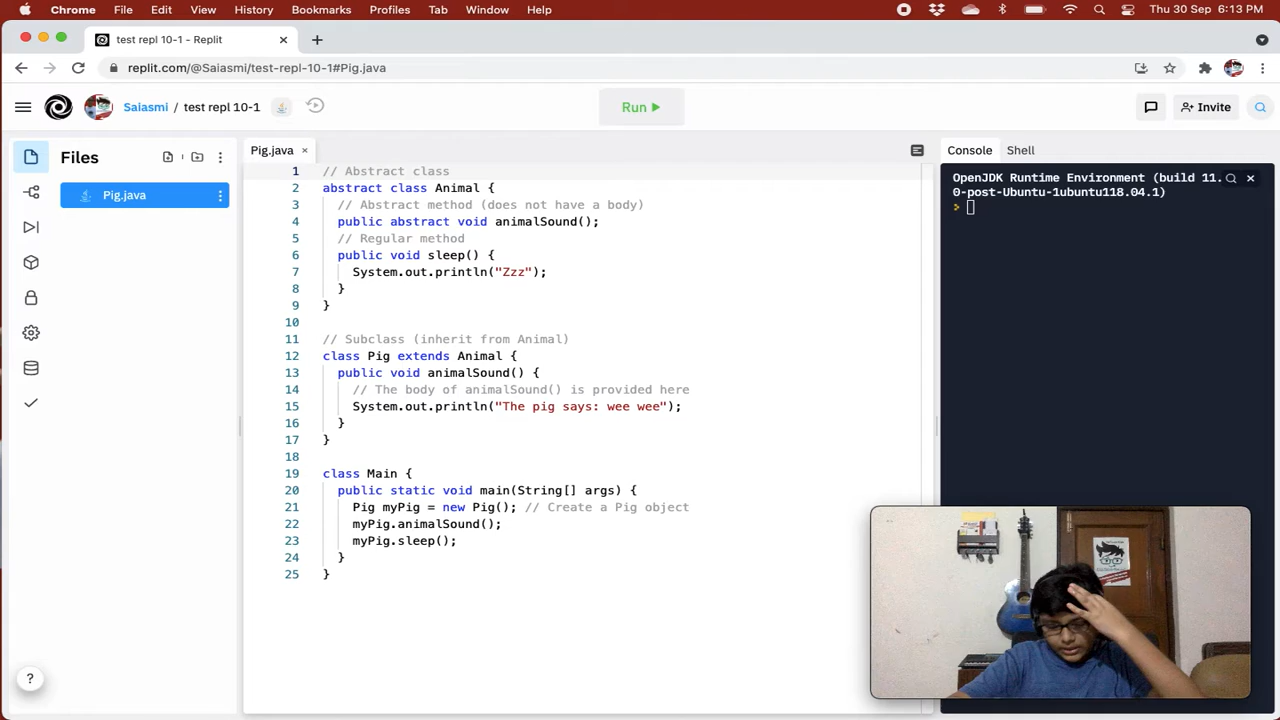 Chrome File Edit View History Bookmarks Profiles Tab Window Help Thu 30 Sep 6:13 PM
test repl 10-1 - Replit
replit.com/@Saiasmi/test-repl-10-1#Pig.java
Saiasmi / test repl 10-1 Run Invite
Files
Pig.java
Pig.java
1 // Abstract class
2 abstract class Animal {
3 // Abstract method (does not have a body)
4 public abstract void animalSound();
5 // Regular method
6 public void sleep() {
7 System.out.println("Zzz");
8 }
9 }
10
11 // Subclass (inherit from Animal)
12 class Pig extends Animal {
13 public void animalSound() {
14 // The body of animalSound() is provided here
15 System.out.println("The pig says: wee wee");
16 }
17 }
18
19 class Main {
20 public static void main(String[] args) {
21 Pig myPig = new Pig(); // Create a Pig object
22 myPig.animalSound();
23 myPig.sleep();
24 }
25 }
Console Shell
OpenJDK Runtime Environment (build 11.
0-post-Ubuntu-1ubuntu118.04.1)
>
?